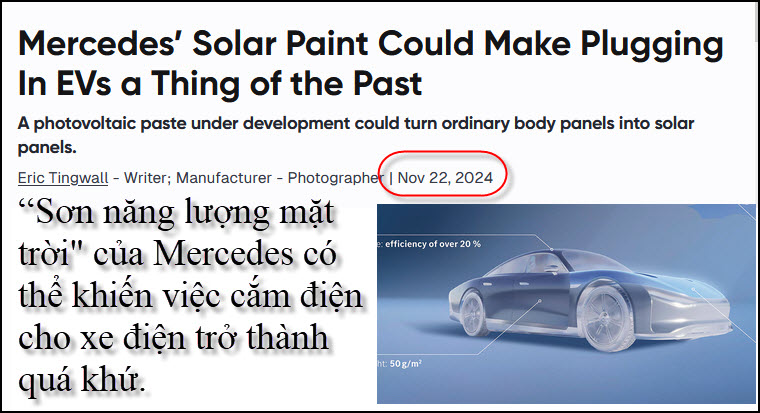 Mercedes’ Solar Paint Could Make Plugging
In EVs a Thing of the Past
A photovoltaic paste under development could turn ordinary body panels into solar
panels.
Eric Tingwall - Writer; Manufacturer - Photographer | Nov 22, 2024
“Sơn năng lượng mặt
trời" của Mercedes có
thể khiến việc cắm điện
cho xe điện trở thành
quá khứ.
efficiency of over 20 %
50 g/m²